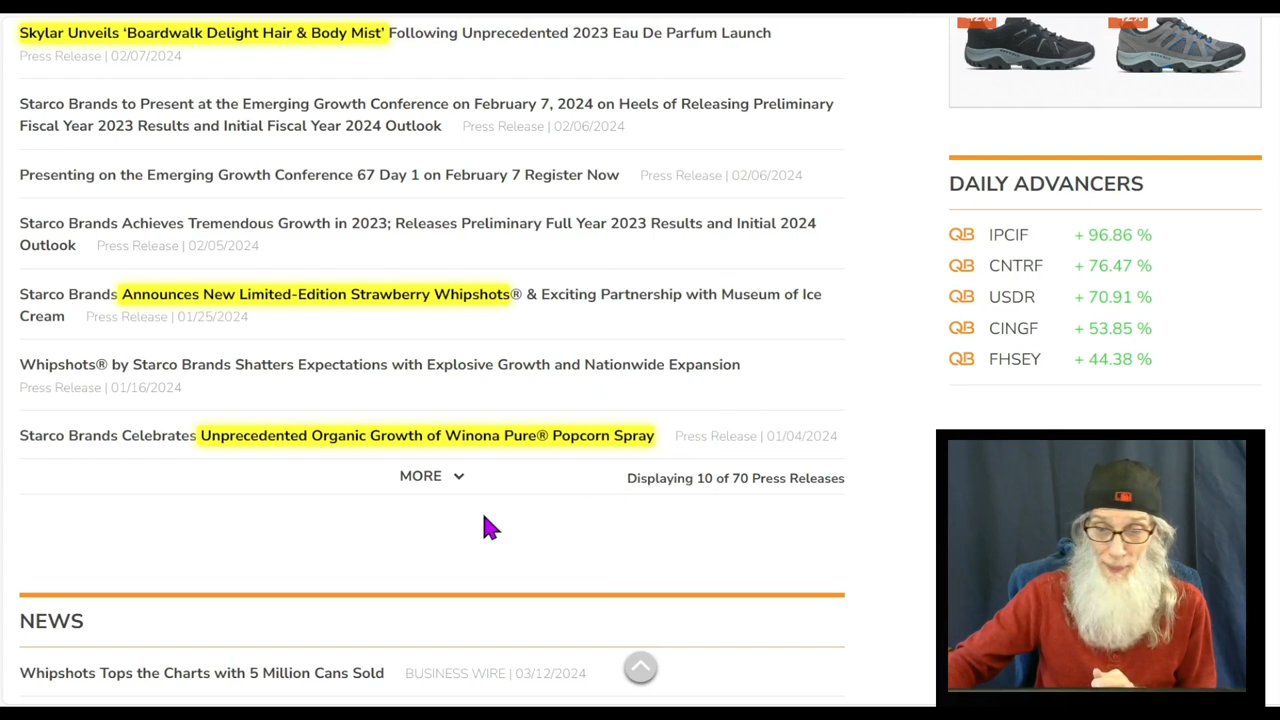 Skylar Unveils ‘Boardwalk Delight Hair & Body Mist’ Following Unprecedented 2023 Eau De Parfum Launch
Press Release | 02/07/2024
Starco Brands to Present at the Emerging Growth Conference on February 7, 2024 on Heels of Releasing Preliminary
Fiscal Year 2023 Results and Initial Fiscal Year 2024 Outlook Press Release | 02/06/2024
Presenting on the Emerging Growth Conference 67 Day 1 on February 7 Register Now Press Release | 02/06/2024
Starco Brands Achieves Tremendous Growth in 2023; Releases Preliminary Full Year 2023 Results and Initial 2024
Outlook Press Release | 02/05/2024
Starco Brands Announces New Limited-Edition Strawberry Whipshots® & Exciting Partnership with Museum of Ice
Cream Press Release | 01/25/2024
Whipshots® by Starco Brands Shatters Expectations with Explosive Growth and Nationwide Expansion
Press Release | 01/16/2024
Starco Brands Celebrates Unprecedented Organic Growth of Winona Pure® Popcorn Spray Press Release | 01/04/2024
MORE Displaying 10 of 70 Press Releases
NEWS
Whipshots Tops the Charts with 5 Million Cans Sold BUSINESS WIRE | 03/12/2024
DAILY ADVANCERS
QB IPCIF + 96.86 %
QB CNTRF + 76.47 %
QB USDR + 70.91 %
QB CINGF + 53.85 %
QB FHSEY + 44.38 %